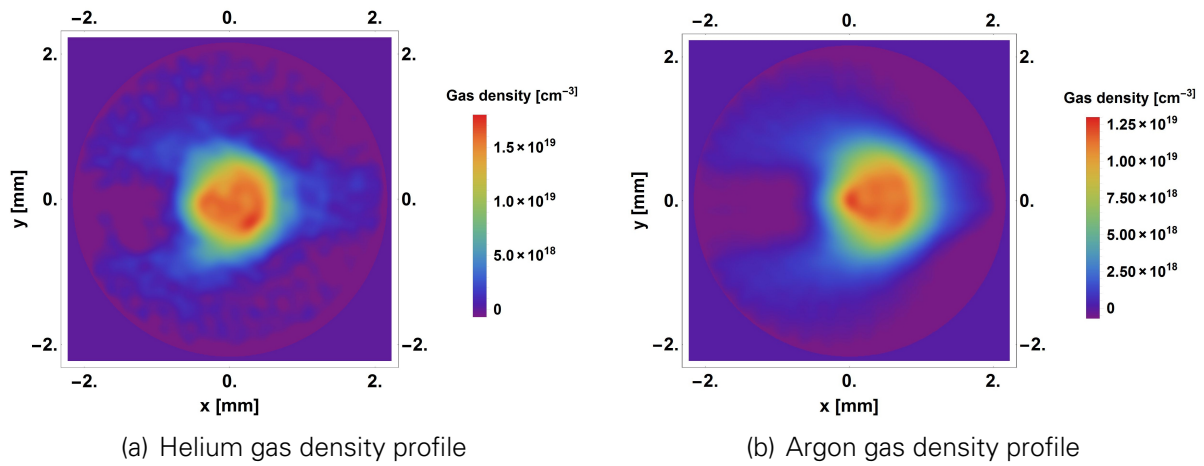 −2. 0. 2.
2. 2.
Gas density [cm⁻³]
1.5×10¹⁹
1.0×10¹⁹
5.0×10¹⁸
0
y [mm]
0. 0.
−2. −2.
−2. 0. 2.
x [mm]
(a) Helium gas density profile
−2. 0. 2.
2. 2.
Gas density [cm⁻³]
1.25×10¹⁹
1.00×10¹⁹
7.50×10¹⁸
5.00×10¹⁸
2.50×10¹⁸
0
y [mm]
0. 0.
−2. −2.
−2. 0. 2.
x [mm]
(b) Argon gas density profile